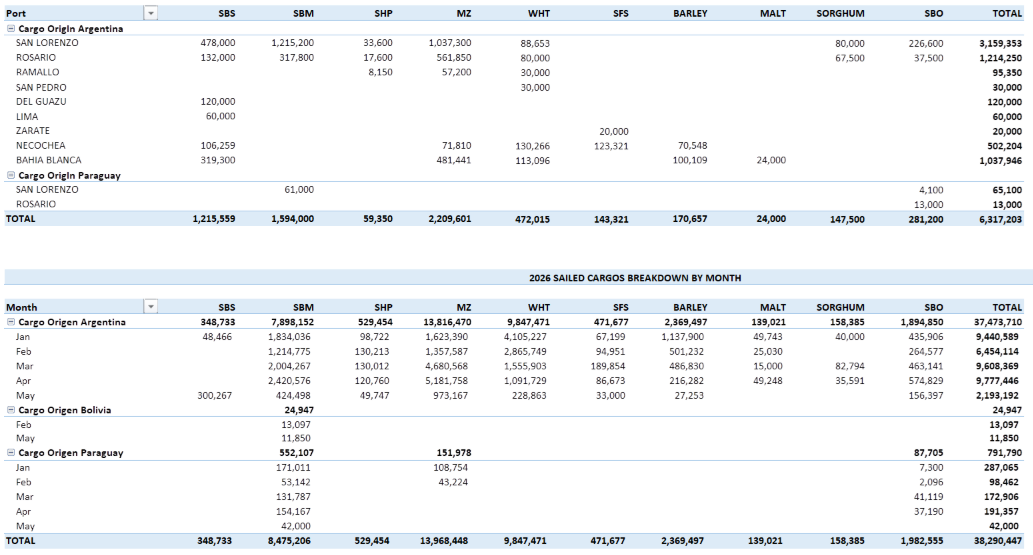 Port SBS SBM SHP MZ WHT SFS BARLEY MALT SORGHUM SBO TOTAL
Cargo Origin Argentina
SAN LORENZO 478,000 1,215,200 33,600 1,037,300 88,653 80,000 226,600 3,159,353
ROSARIO 132,000 317,800 17,600 561,850 80,000 67,500 37,500 1,214,250
RAMALLO 8,150 57,200 30,000 95,350
SAN PEDRO 30,000 30,000
DEL GUAZU 120,000 120,000
LIMA 60,000 60,000
ZARATE 20,000 20,000
NECOCHEA 106,259 71,810 130,266 123,321 70,548 502,204
BAHIA BLANCA 319,300 481,441 113,096 100,109 24,000 1,037,946
Cargo Origin Paraguay
SAN LORENZO 61,000 4,100 65,100
ROSARIO 13,000 13,000
TOTAL 1,215,559 1,594,000 59,350 2,209,601 472,015 143,321 170,657 24,000 147,500 281,200 6,317,203
2026 SAILED CARGOS BREAKDOWN BY MONTH
Month SBS SBM SHP MZ WHT SFS BARLEY MALT SORGHUM SBO TOTAL
Cargo Origen Argentina 348,733 7,898,152 529,454 13,816,470 9,847,471 471,677 2,369,497 139,021 158,385 1,894,850 37,473,710
Jan 48,466 1,834,036 98,722 1,623,390 4,105,227 67,199 1,137,900 49,743 40,000 435,906 9,440,589
Feb 1,214,775 130,213 1,357,587 2,865,749 94,951 501,232 25,030 264,577 6,454,114
Mar 2,004,267 130,012 4,680,568 1,555,903 189,854 486,830 15,000 82,794 463,141 9,608,369
Apr 2,420,576 120,760 5,181,758 1,091,729 86,673 216,282 49,248 35,591 574,829 9,777,446
May 300,267 424,498 49,747 973,167 228,863 33,000 27,253 156,397 2,193,192
Cargo Origen Bolivia 24,947 24,947
Feb 13,097 13,097
May 11,850 11,850
Cargo Origen Paraguay 552,107 151,978 87,705 791,790
Jan 171,011 108,754 7,300 287,065
Feb 53,142 43,224 2,096 98,462
Mar 131,787 41,119 172,906
Apr 154,167 37,190 191,357
May 42,000 42,000
TOTAL 348,733 8,475,206 529,454 13,968,448 9,847,471 471,677 2,369,497 139,021 158,385 1,982,555 38,290,447